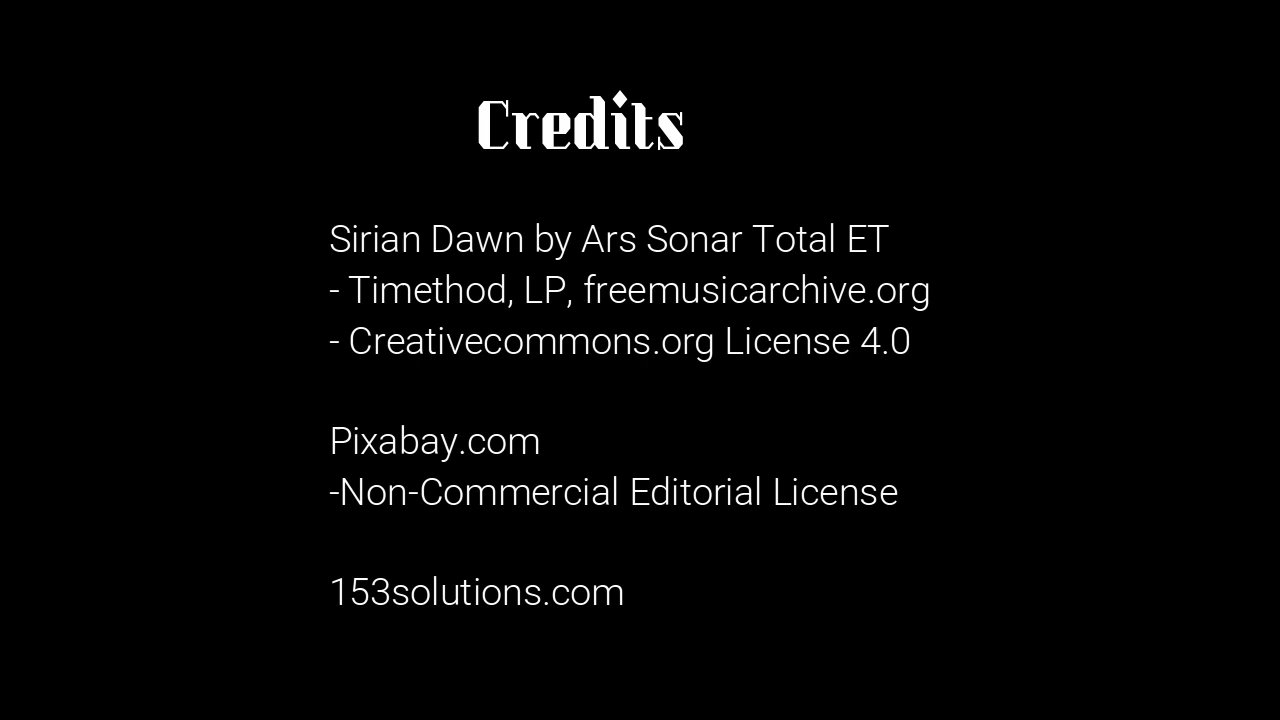 Credits
Sirian Dawn by Ars Sonar Total ET
- Timethod, LP, freemusicarchive.org
- Creativecommons.org License 4.0
Pixabay.com
-Non-Commercial Editorial License
153solutions.com